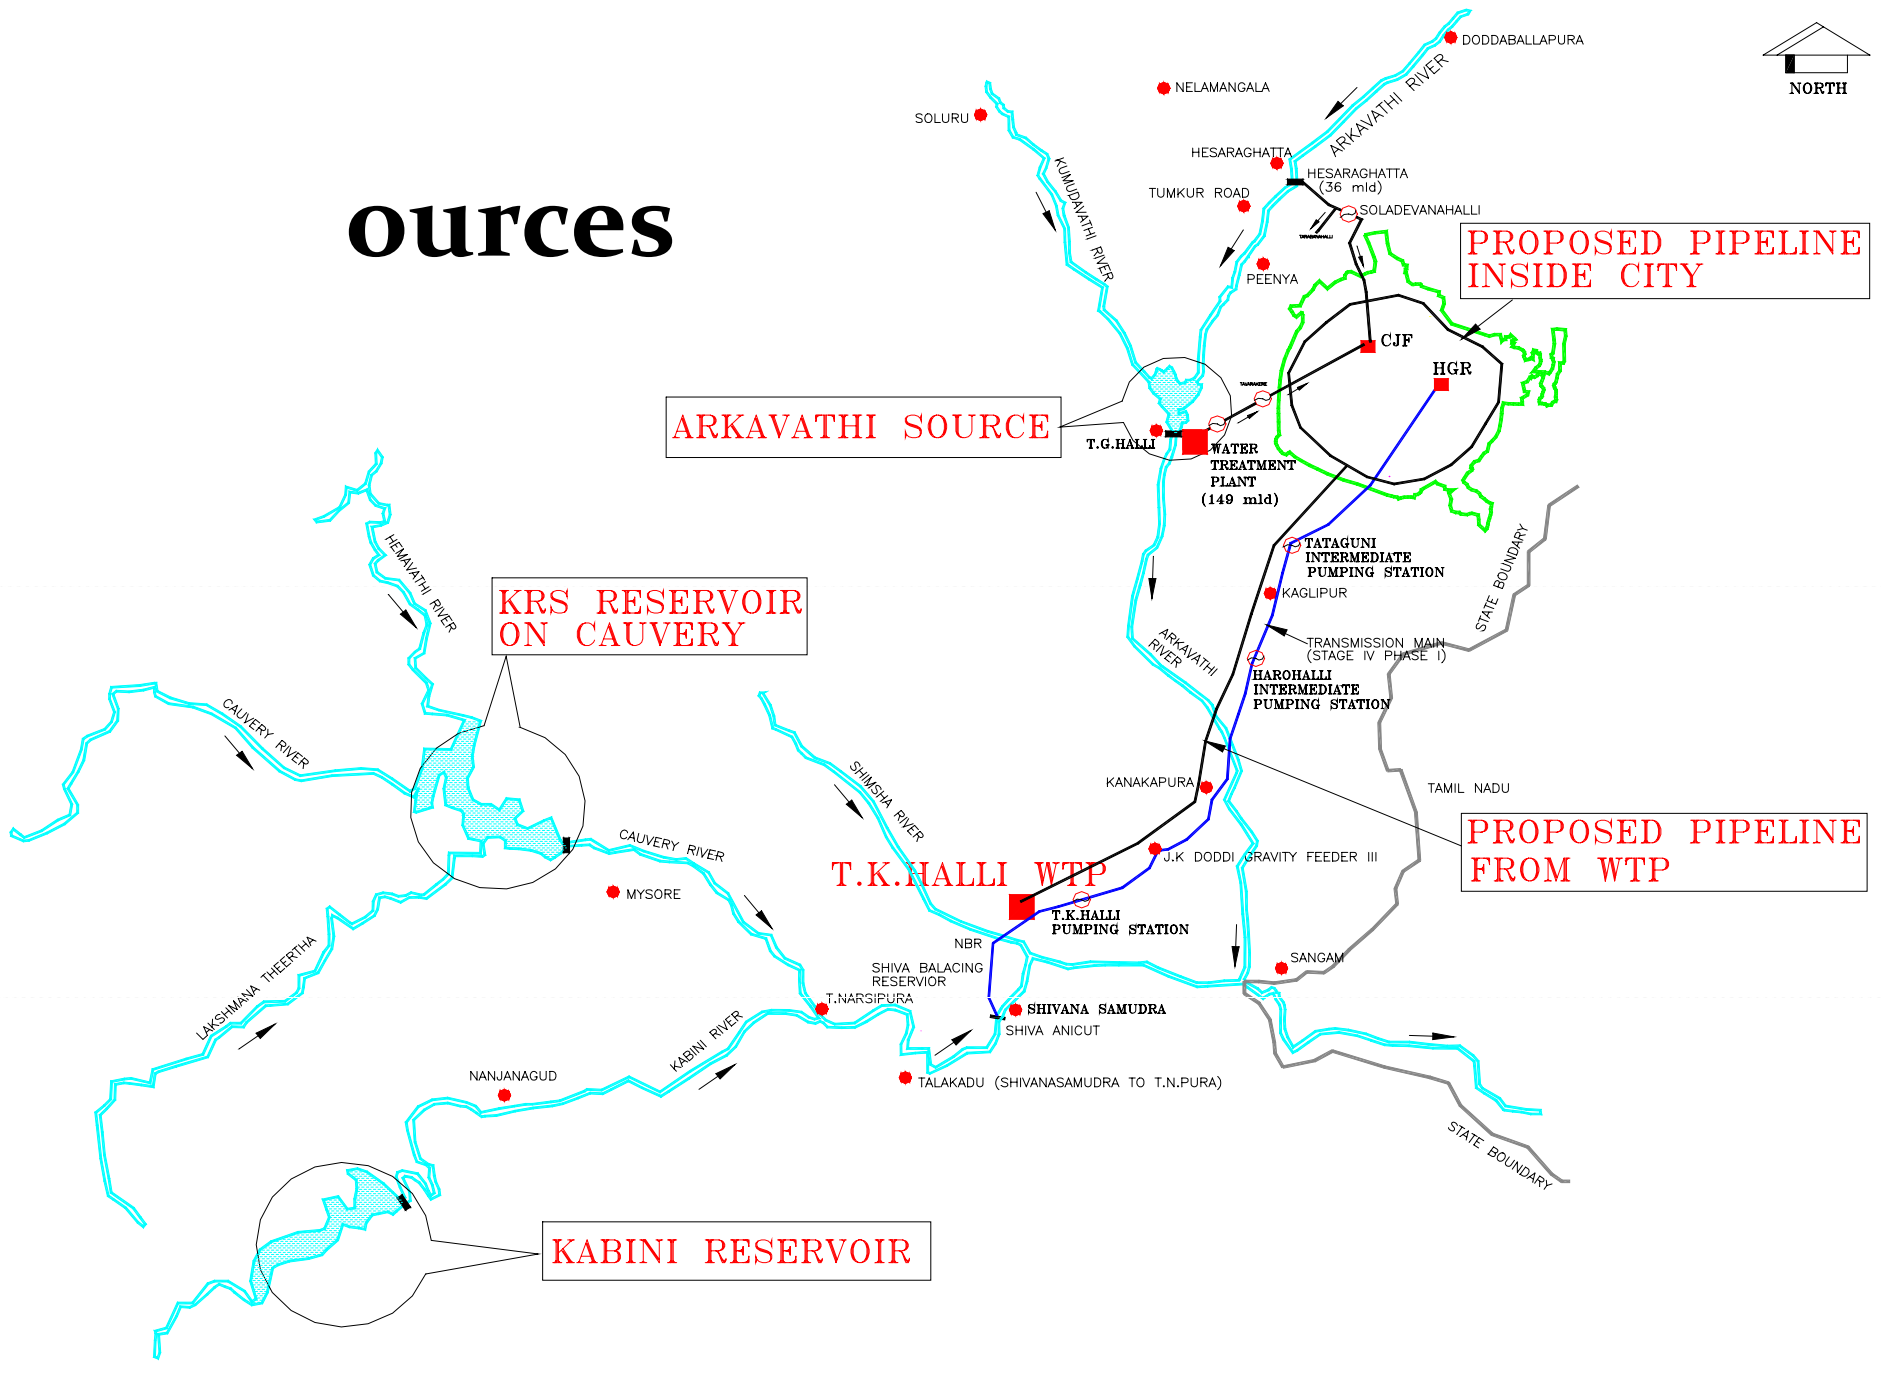 DODDABALLAPURA
NORTH
NELAMANGALA
ARKAVATHI RIVER
SOLURU
HESARAGHATTA
HESARAGHATTA
(36 mld)
KUMUDAVATHI RIVER
TUMKUR ROAD
SOLADEVANAHALLI
ources
PROPOSED PIPELINE
INSIDE CITY
PEENYA
CJF
HGR
ARKAVATHI SOURCE
T.G.HALLI
WATER
TREATMENT
PLANT
(149 mld)
HEMAVATHI RIVER
STATE BOUNDARY
TATAGUNI
INTERMEDIATE
PUMPING STATION
KRS RESERVOIR
ON CAUVERY
KAGLIPUR
ARKAVATHI
RIVER
TRANSMISSION MAIN
(STAGE IV PHASE I)
HAROHALLI
INTERMEDIATE
PUMPING STATION
CAUVERY RIVER
SHIMSHA RIVER
KANAKAPURA
TAMIL NADU
PROPOSED PIPELINE
FROM WTP
CAUVERY RIVER
J.K DODDI GRAVITY FEEDER III
T.K.HALLI WTP
MYSORE
T.K.HALLI
PUMPING STATION
NBR
LAKSHMANA THEERTHA
SANGAM
SHIVA BALACING
RESERVIOR
T.NARSIPURA
SHIVANA SAMUDRA
SHIVA ANICUT
KABINI RIVER
NANJANAGUD
TALAKADU (SHIVANASAMUDRA TO T.N.PURA)
STATE BOUNDARY
KABINI RESERVOIR